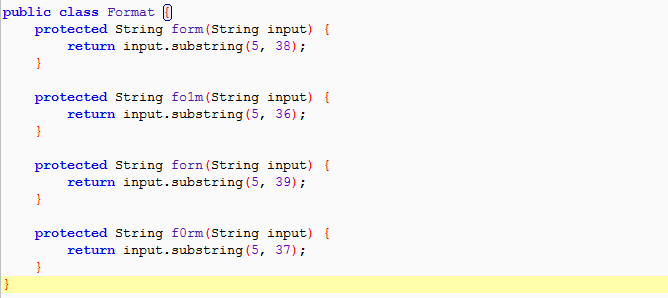 public class Format {
    protected String form(String input) {
        return input.substring(5, 38);
    }

    protected String fo1m(String input) {
        return input.substring(5, 36);
    }

    protected String forn(String input) {
        return input.substring(5, 39);
    }

    protected String f0rm(String input) {
        return input.substring(5, 37);
    }
}